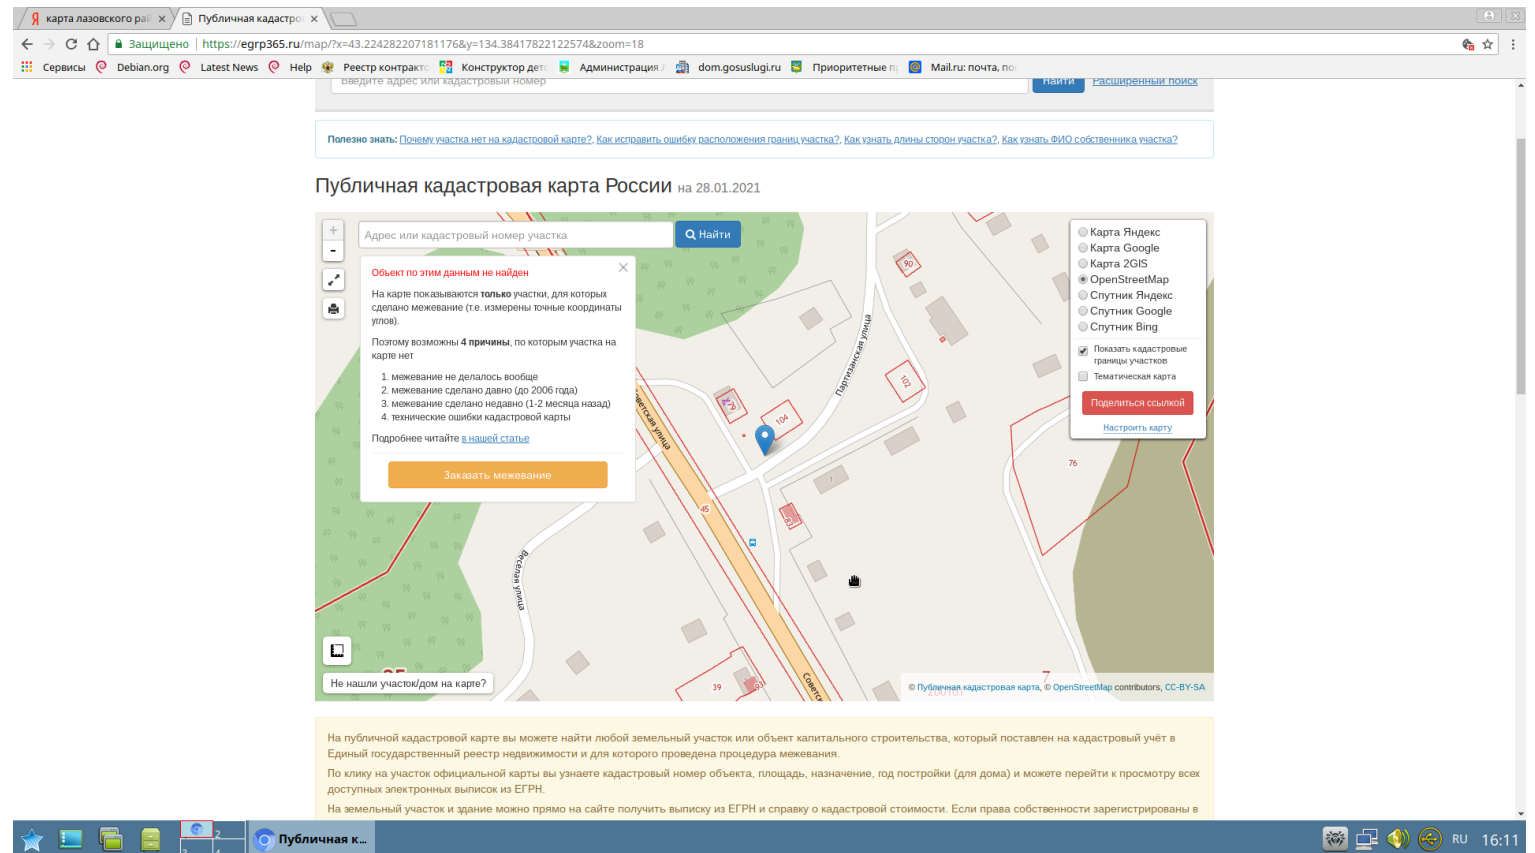 карта лазовского рай
Публичная кадастров
Защищено https://egrp365.ru/map/?x=43.224282207181176&y=134.38417822122574&zoom=18
Сервисы Debian.org Latest News Help Реестр контракто Конструктор дет Администрация Л dom.gosuslugi.ru Приоритетные п Mail.ru: почта, по
Введите адрес или кадастровый номер
Найти
Расширенный поиск
Полезно знать: Почему участка нет на кадастровой карте?, Как исправить ошибку расположения границ участка?, Как узнать длины сторон участка?, Как узнать ФИО собственника участка?
Публичная кадастровая карта России на 28.01.2021
+
-
Адрес или кадастровый номер участка
Найти
Объект по этим данным не найден
На карте показываются только участки, для которых
сделано межевание (т.е. измерены точные координаты
углов).
Поэтому возможны 4 причины, по которым участка на
карте нет
1. межевание не делалось вообще
2. межевание сделано давно (до 2006 года)
3. межевание сделано недавно (1-2 месяца назад)
4. технические ошибки кадастровой карты
Подробнее читайте в нашей статье
Заказать межевание
Карта Яндекс
Карта Google
Карта 2GIS
OpenStreetMap
Спутник Яндекс
Спутник Google
Спутник Bing
Показать кадастровые
границы участков
Тематическая карта
Поделиться ссылкой
Настроить карту
90
Партизанская улица
102
79
104
Советская улица
76
1
45
83
Веселая улица
39
93
7
Не нашли участок/дом на карте?
© Публичная кадастровая карта, © OpenStreetMap contributors, CC-BY-SA
На публичной кадастровой карте вы можете найти любой земельный участок или объект капитального строительства, который поставлен на кадастровый учёт в
Единый государственный реестр недвижимости и для которого проведена процедура межевания.
По клику на участок официальной карты вы узнаете кадастровый номер объекта, площадь, назначение, год постройки (для дома) и можете перейти к просмотру всех
доступных электронных выписок из ЕГРН.
На земельный участок и здание можно прямо на сайте получить выписку из ЕГРН и справку о кадастровой стоимости. Если права собственности зарегистрированы в
2
Публичная к...
RU 16:11